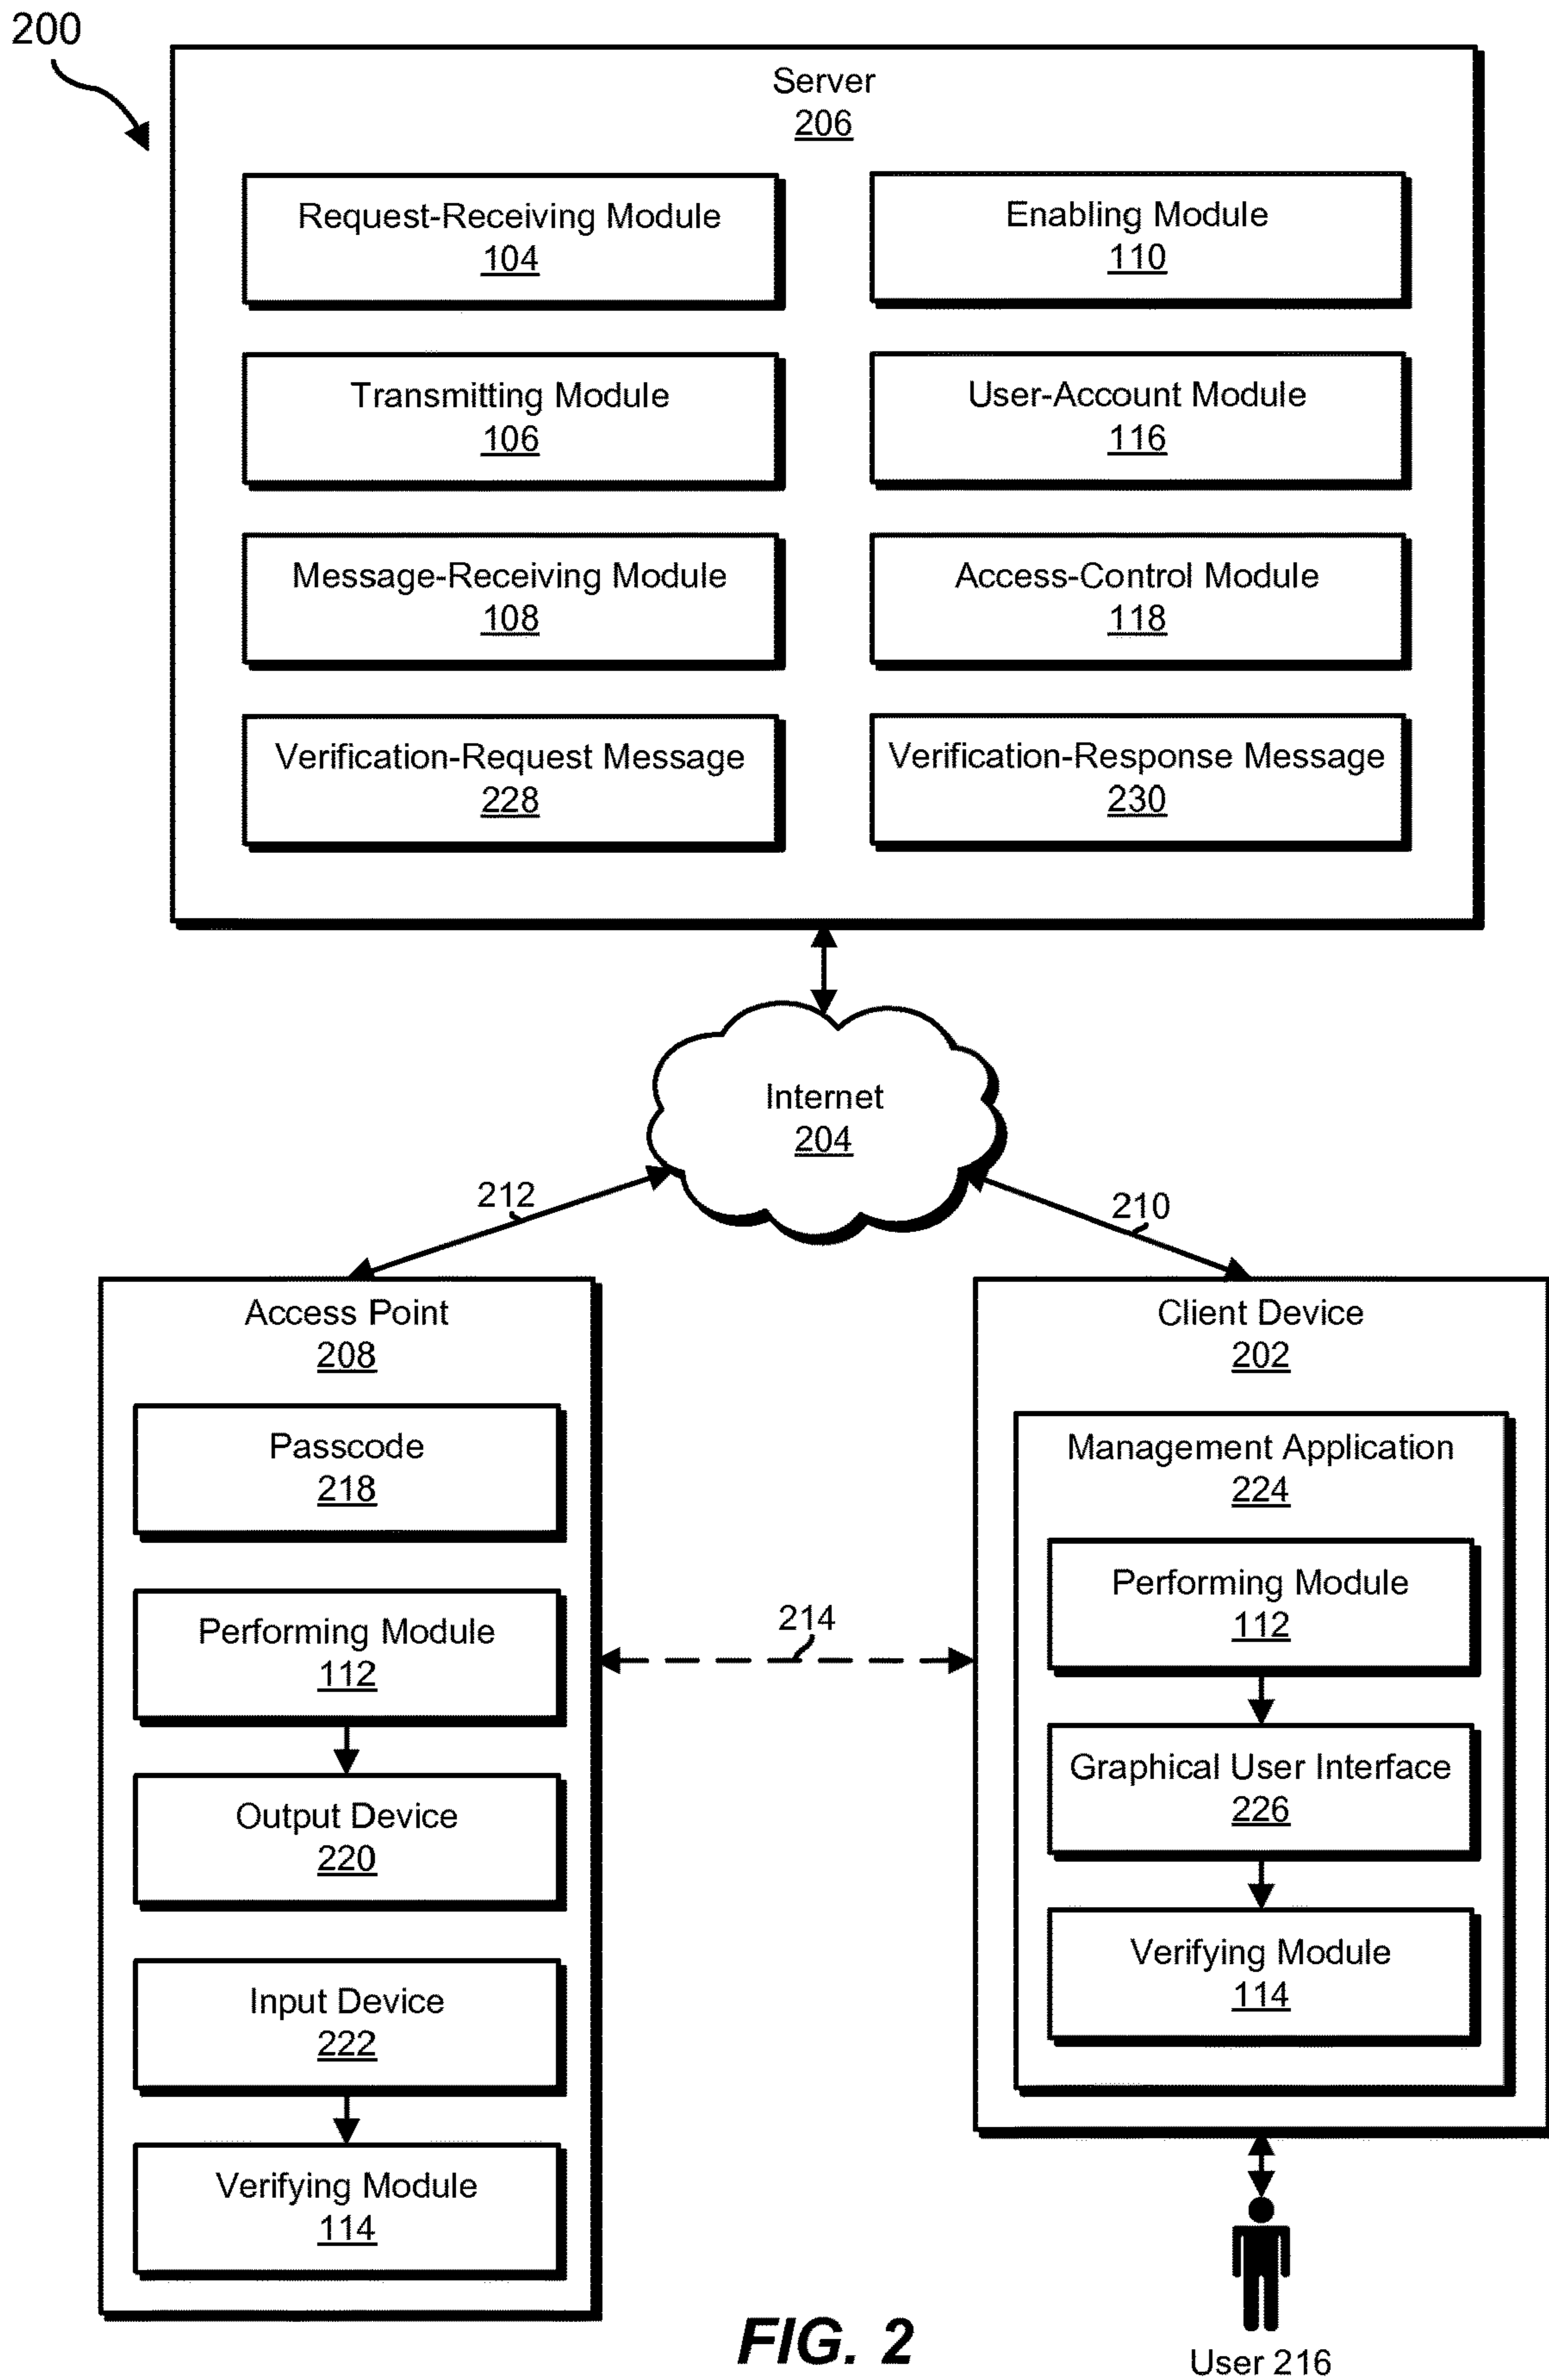 200
Server
206
Request-Receiving Module
104
Enabling Module
110
Transmitting Module
106
User-Account Module
116
Message-Receiving Module
108
Access-Control Module
118
Verification-Request Message
228
Verification-Response Message
230
Internet
204
212
210
Access Point
208
Passcode
218
Performing Module
112
Output Device
220
Input Device
222
Verifying Module
114
214
Client Device
202
Management Application
224
Performing Module
112
Graphical User Interface
226
Verifying Module
114
User 216
FIG. 2